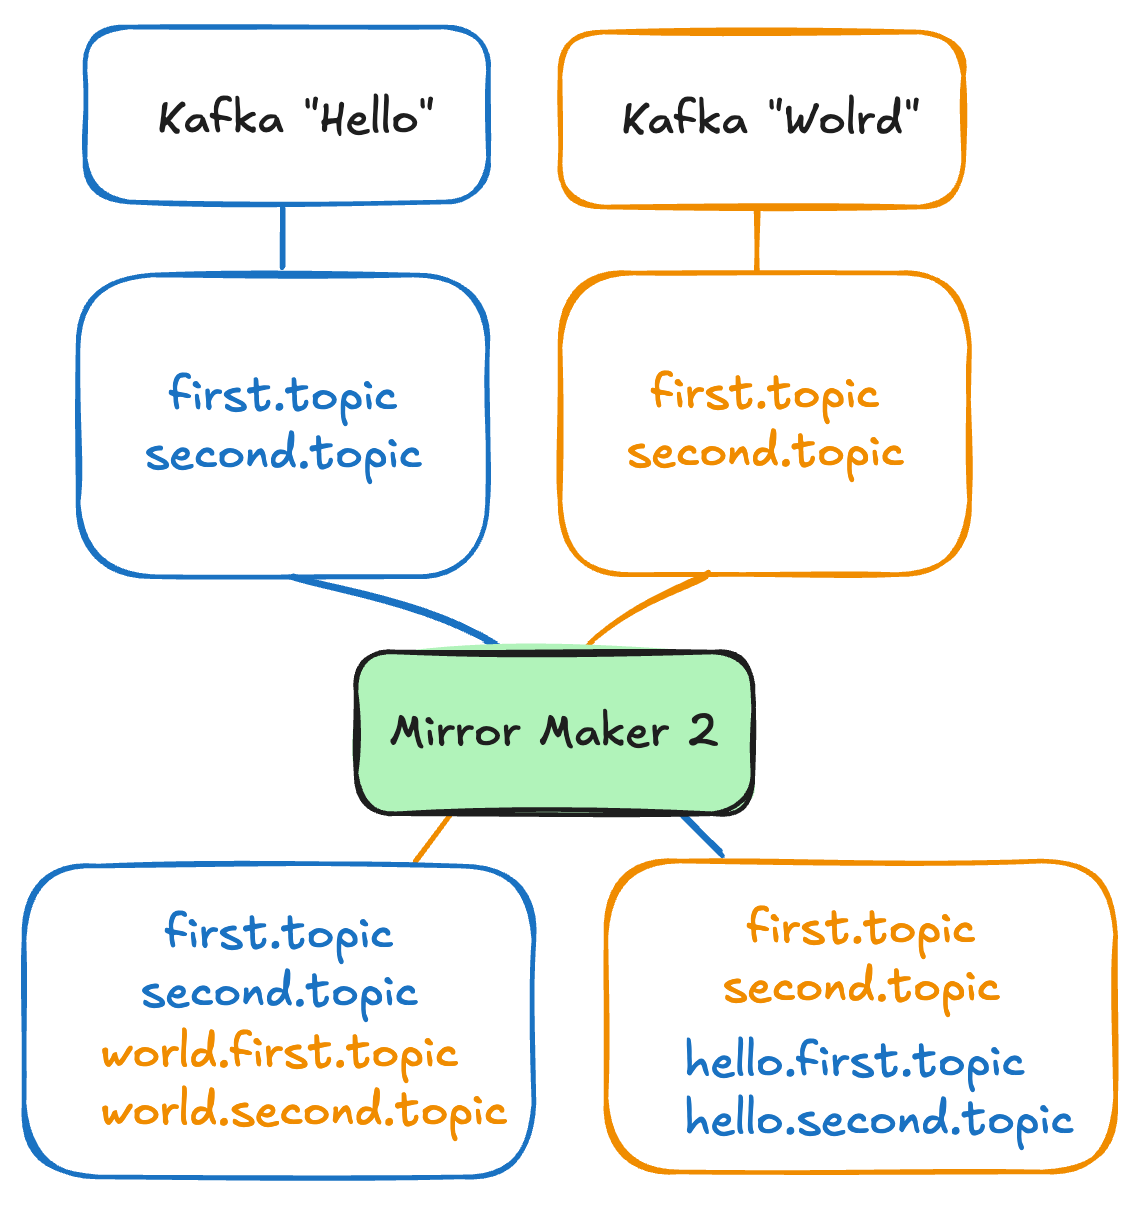 Kafka "Hello"
Kafka "Wolrd"
first.topic
second.topic
first.topic
second.topic
Mirror Maker 2
first.topic
second.topic
world.first.topic
world.second.topic
first.topic
second.topic
hello.first.topic
hello.second.topic